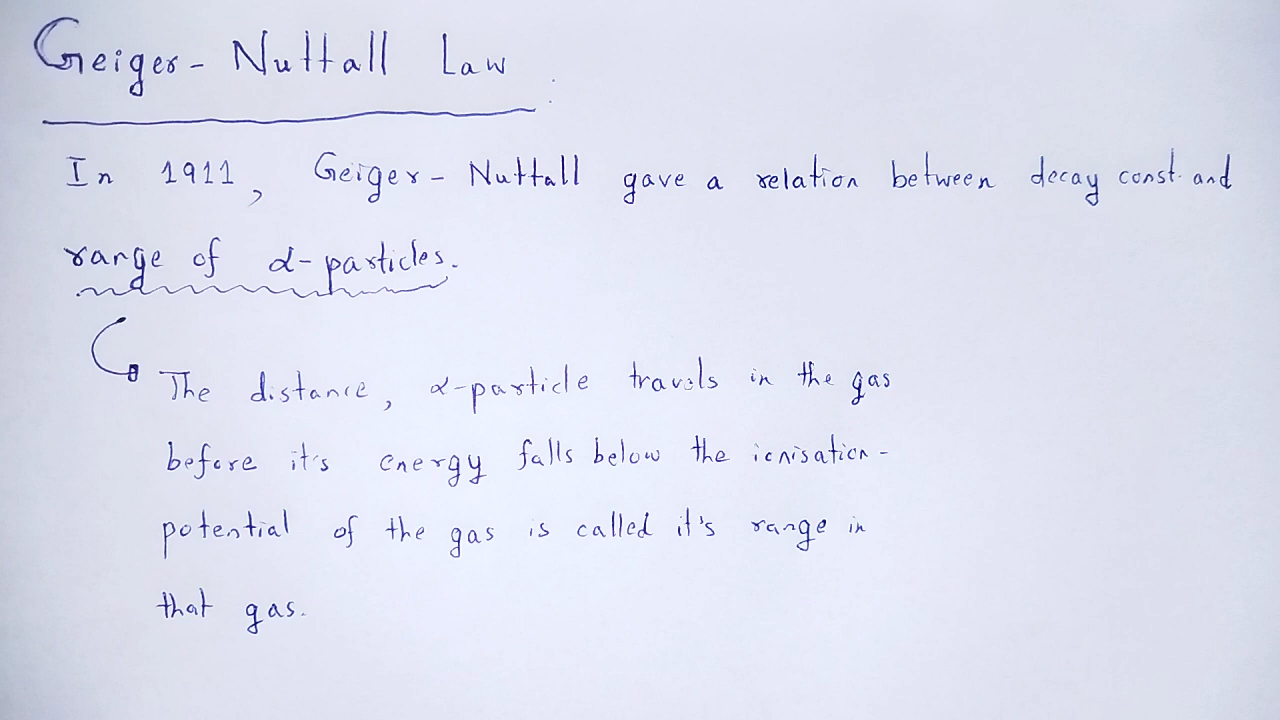 Geiger-Nuttall Law :
In 1911, Geiger-Nuttall gave a relation between decay const. and
range of α-particles.
The distance, α-particle travels in the gas
before it's energy falls below the ionisation-
potential of the gas is called it's range in
that gas.